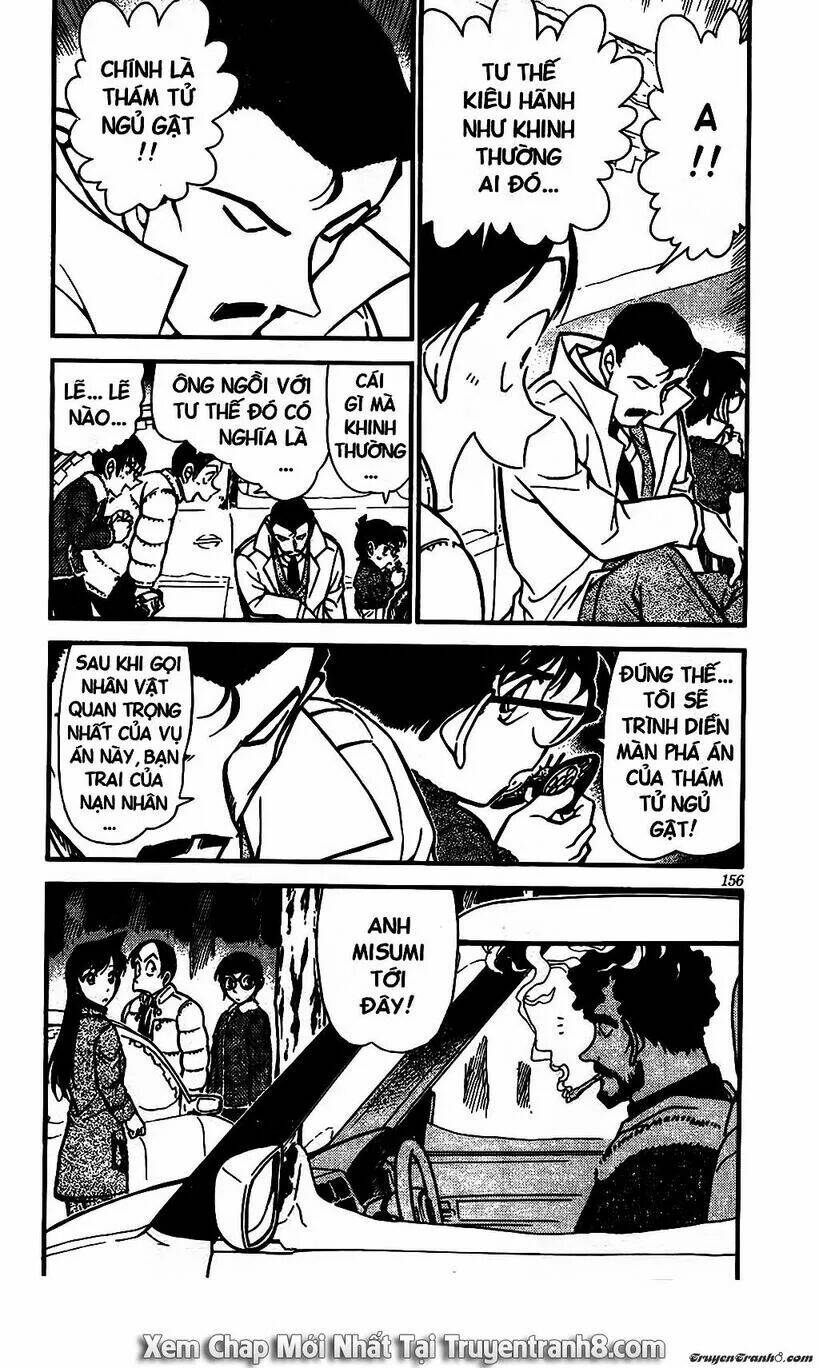 A
!!
TƯ THẾ
KIÊU HÃNH
NHƯ KHINH
THƯỜNG
AI ĐÓ...
CHÍNH LÀ
THÁM TỬ
NGỦ GẬT
!!
CÁI
GÌ MÀ
KHINH
THƯỜNG
...
ÔNG NGỒI VỚI
TƯ THẾ ĐÓ CÓ
NGHĨA LÀ
...
LẼ... LẼ
NÀO...
ĐÚNG THẾ...
TÔI SẼ
TRÌNH DIỄN
MÀN PHÁ ÁN
CỦA THÁM
TỬ NGỦ
GẬT!
SAU KHI GỌI
NHÂN VẬT
QUAN TRỌNG
NHẤT CỦA VỤ
ÁN NÀY, BẠN
TRAI CỦA
NẠN NHÂN
...
156
ANH
MISUMI
TỚI
ĐÂY!
Xem Chap Mới Nhất Tại Truyentranh8.com
TruyenTranh8.com